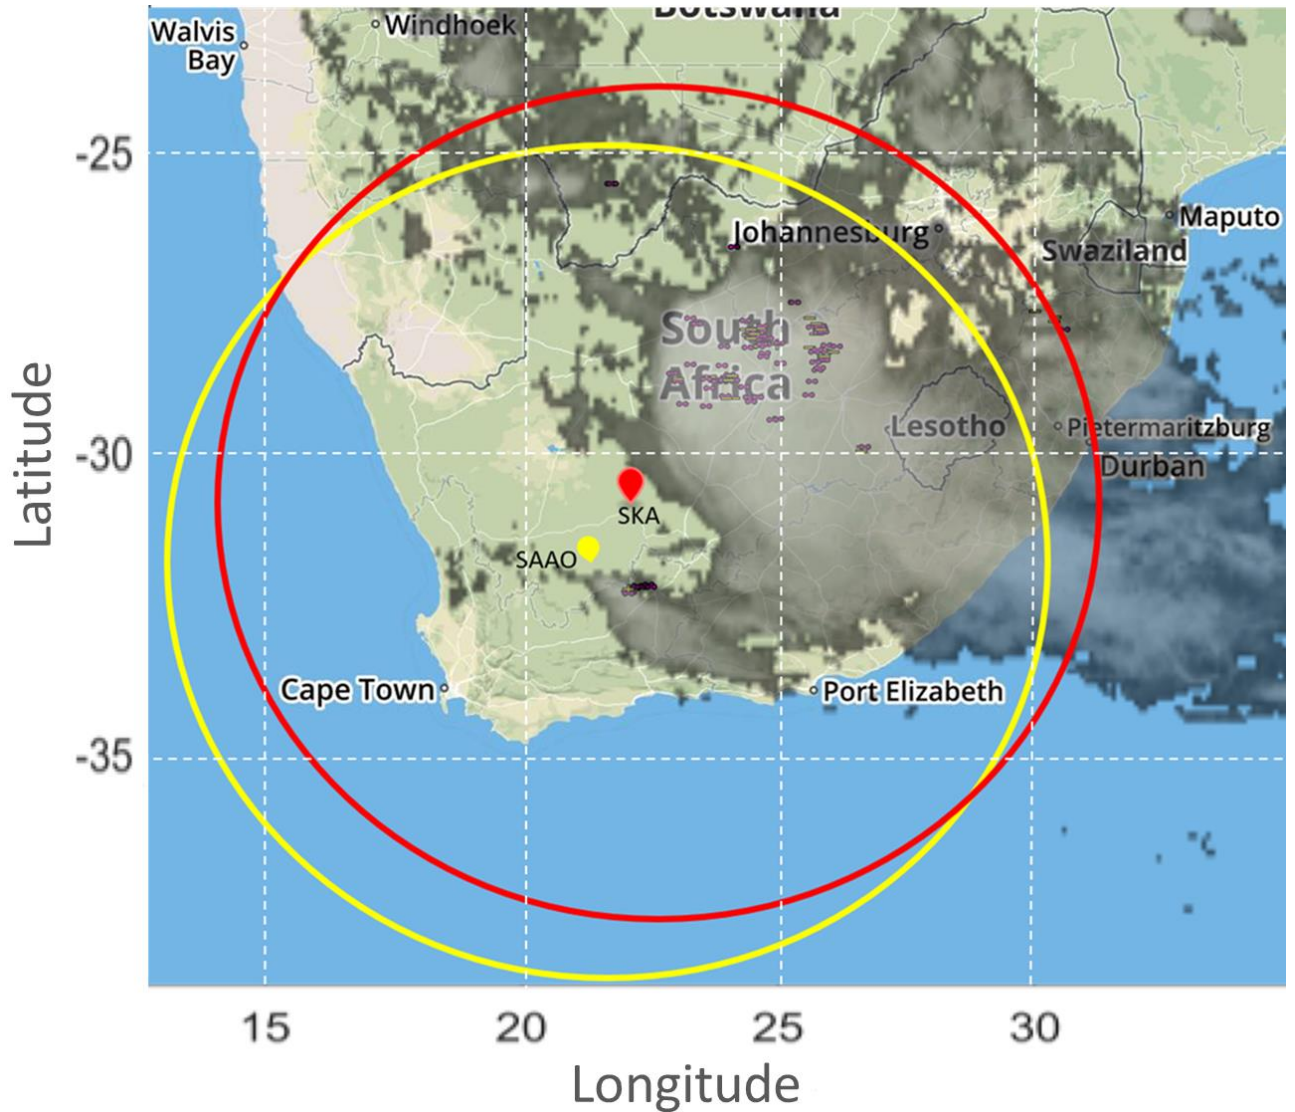 Botswana
Walvis
Bay
Windhoek
-25
Maputo
Johannesburg
Swaziland
South
Africa
Lesotho
Pietermaritzburg
-30
Durban
SKA
SAAO
Cape Town
Port Elizabeth
-35
Latitude
15
20
25
30
Longitude